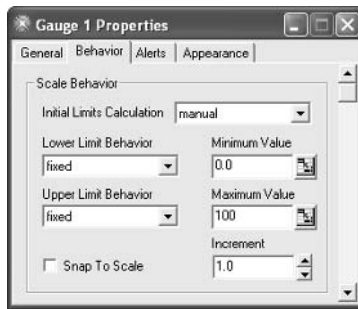 Gauge 1 Properties
General Behavior Alerts Appearance
Scale Behavior
Initial Limits Calculation manual
Lower Limit Behavior Minimum Value
fixed 0.0
Upper Limit Behavior Maximum Value
fixed 100
Increment
Snap To Scale 1.0